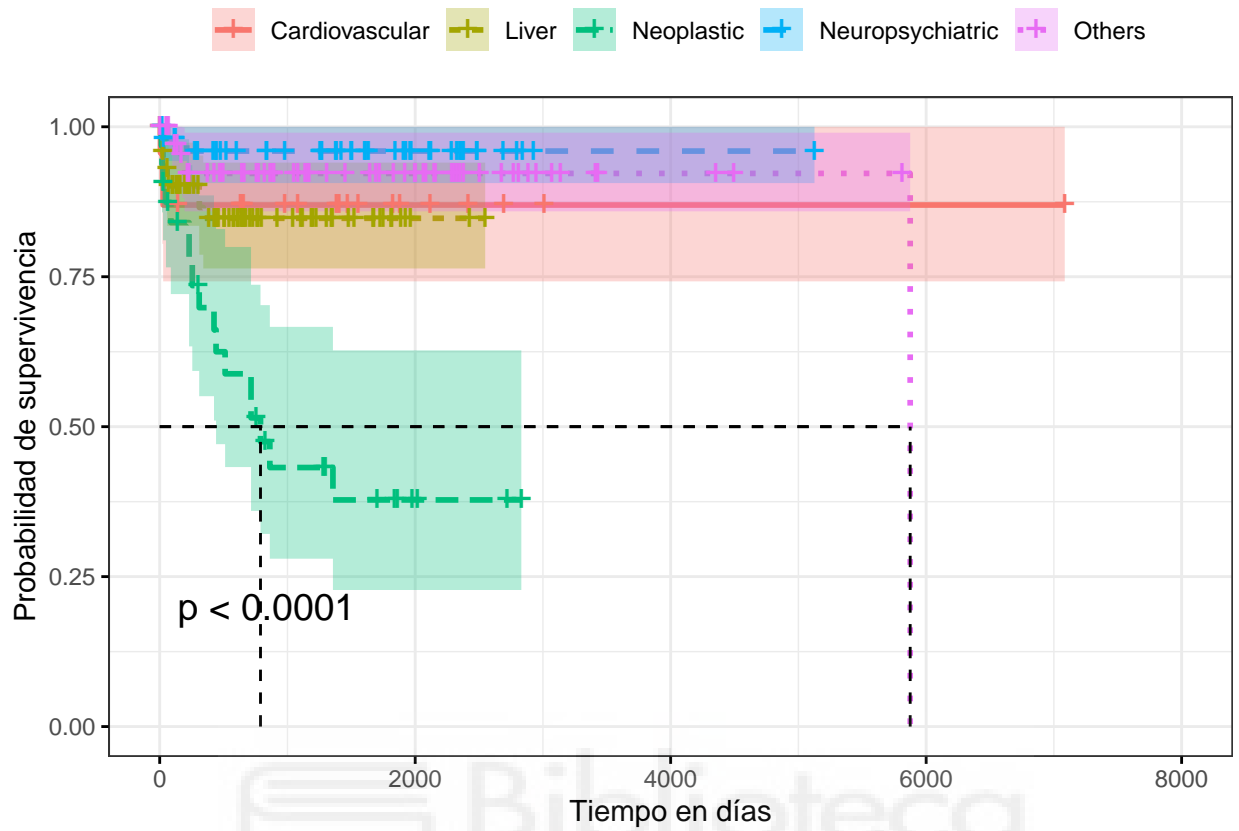 Cardiovascular Liver Neoplastic Neuropsychiatric Others
1.00
0.75
0.50
0.25
0.00
Probabilidad de supervivencia
p < 0.0001
0 2000 4000 6000 8000
Tiempo en días
Biblioteca